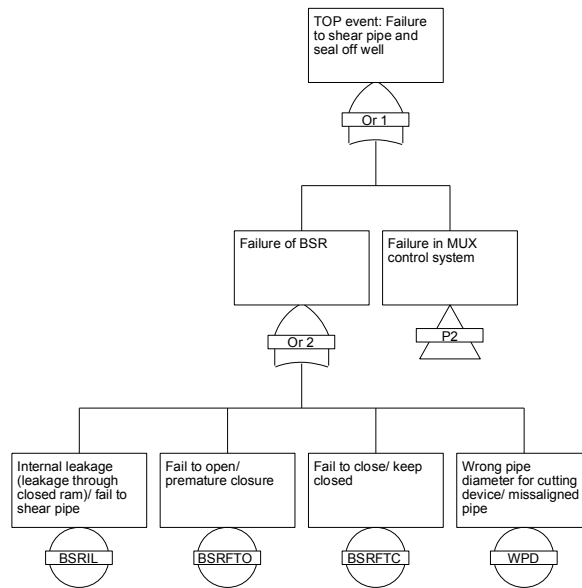 TOP event: Failure
to shear pipe and
seal off well
Or 1
Failure of BSR
Failure in MUX
control system
Or 2
P2
Internal leakage
(leakage through
closed ram)/ fail to
shear pipe
Fail to open/
premature closure
Fail to close/ keep
closed
Wrong pipe
diameter for cutting
device/ missaligned
pipe
BSRIL
BSRFTO
BSRFTC
WPD